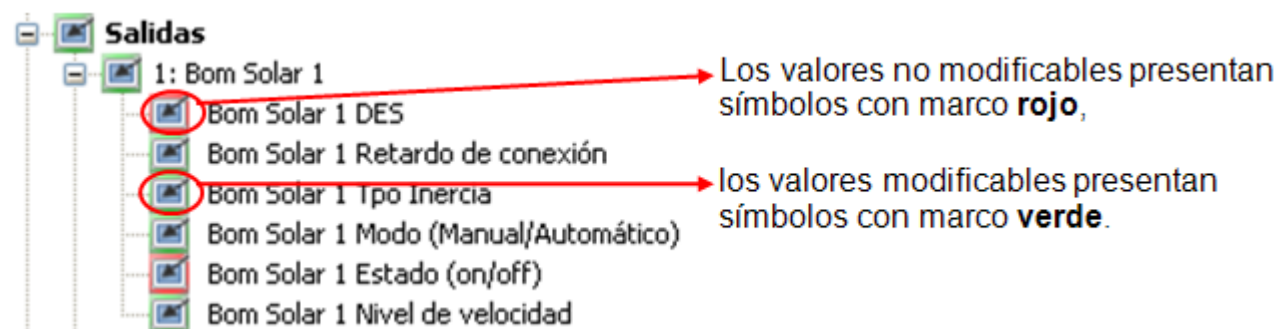 Salidas
1: Bom Solar 1
Bom Solar 1 DES
Bom Solar 1 Retardo de conexión
Bom Solar 1 Tpo Inercia
Bom Solar 1 Modo (Manual/Automático)
Bom Solar 1 Estado (on/off)
Bom Solar 1 Nivel de velocidad
Los valores no modificables presentan
símbolos con marco rojo,
los valores modificables presentan
símbolos con marco verde.